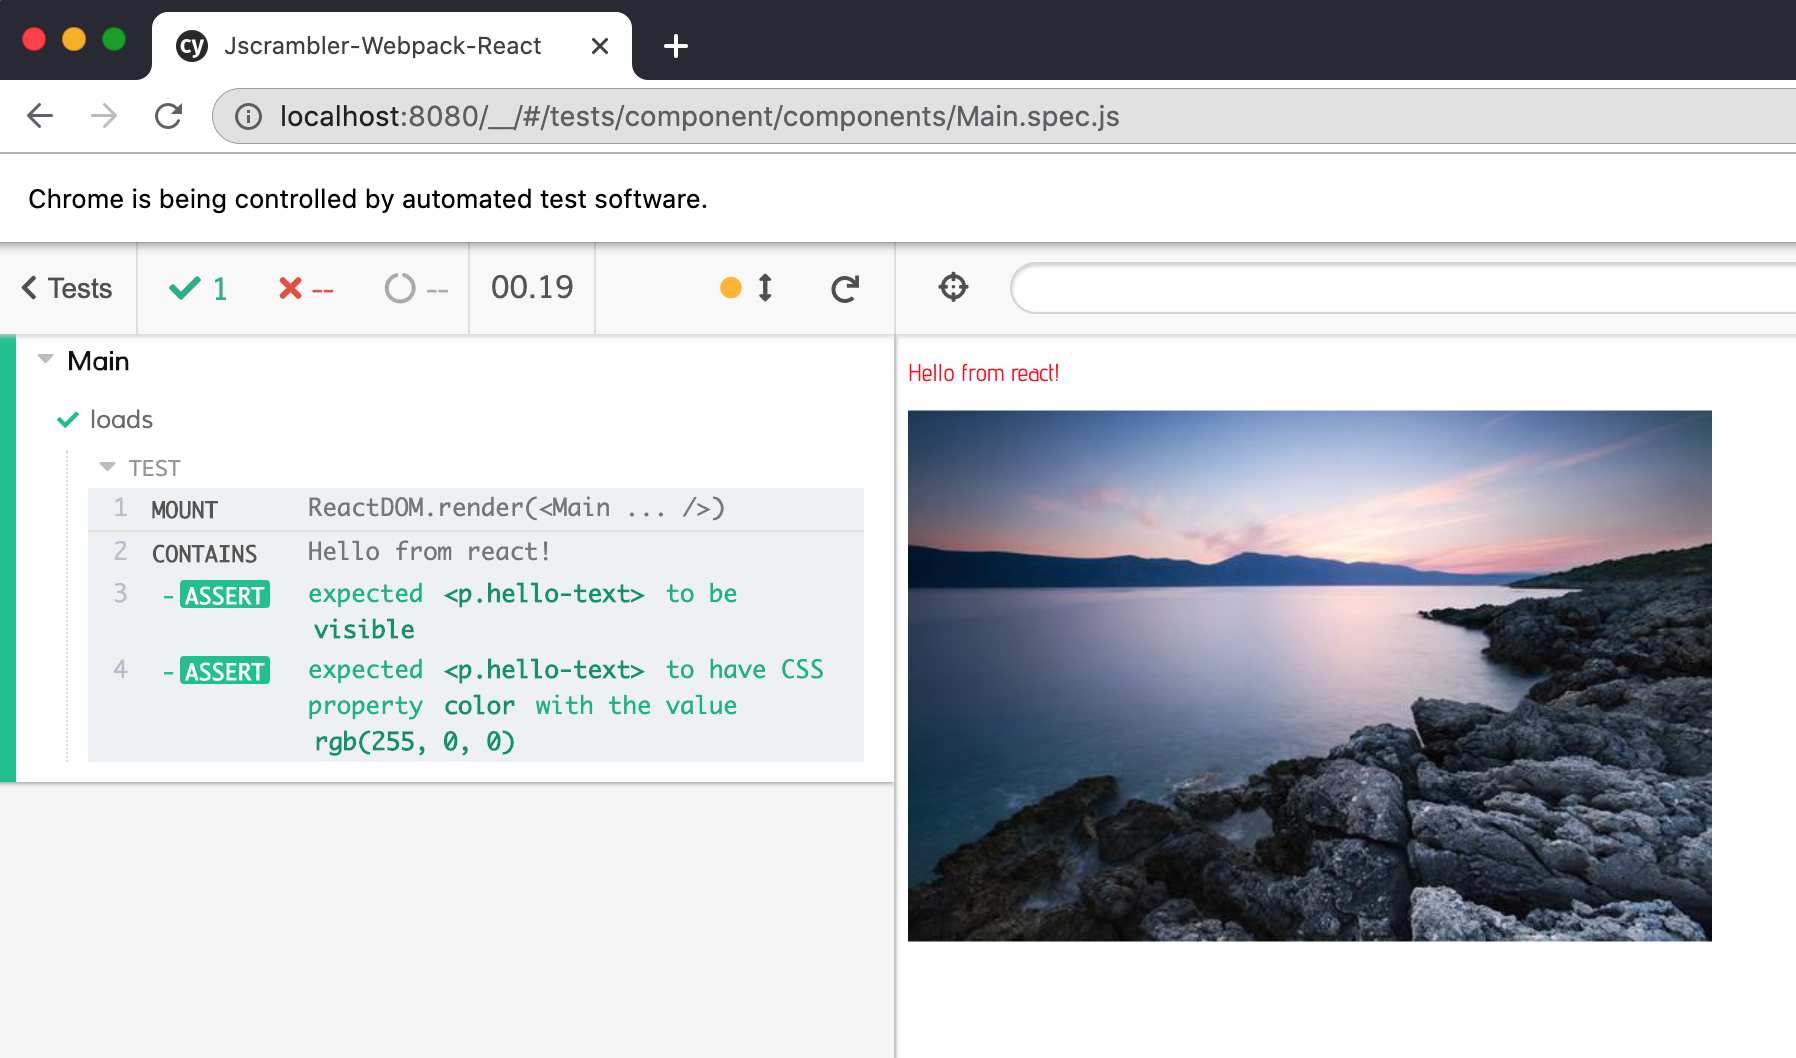 cy Jscrambler-Webpack-React
localhost:8080/__/#/tests/component/components/Main.spec.js
Chrome is being controlled by automated test software.
Tests 1 -- -- 00.19
Main
loads
TEST
1 MOUNT ReactDOM.render(<Main ... />)
2 CONTAINS Hello from react!
3 -ASSERT expected <p.hello-text> to be
visible
4 -ASSERT expected <p.hello-text> to have CSS
property color with the value
rgb(255, 0, 0)
Hello from react!